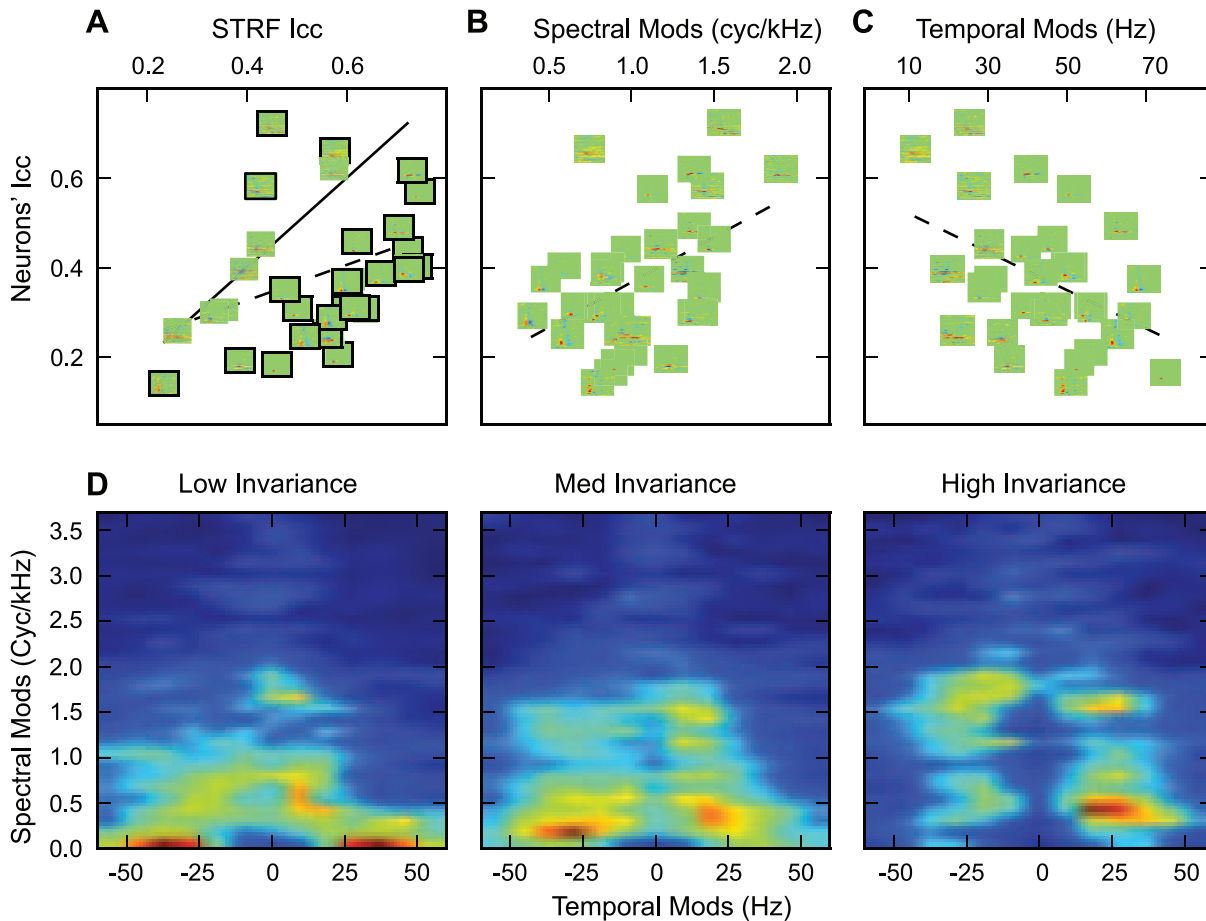 A STRF Icc
B Spectral Mods (cyc/kHz)
C Temporal Mods (Hz)
0.2 0.4 0.6
0.5 1.0 1.5 2.0
10 30 50 70
Neurons' Icc
0.6
0.4
0.2
D Low Invariance
Med Invariance
High Invariance
Spectral Mods (Cyc/kHz)
3.5
3.0
2.5
2.0
1.5
1.0
0.5
0.0
-50 -25 0 25
-50 -25 0 25
-50 -25 0 25 50
Temporal Mods (Hz)